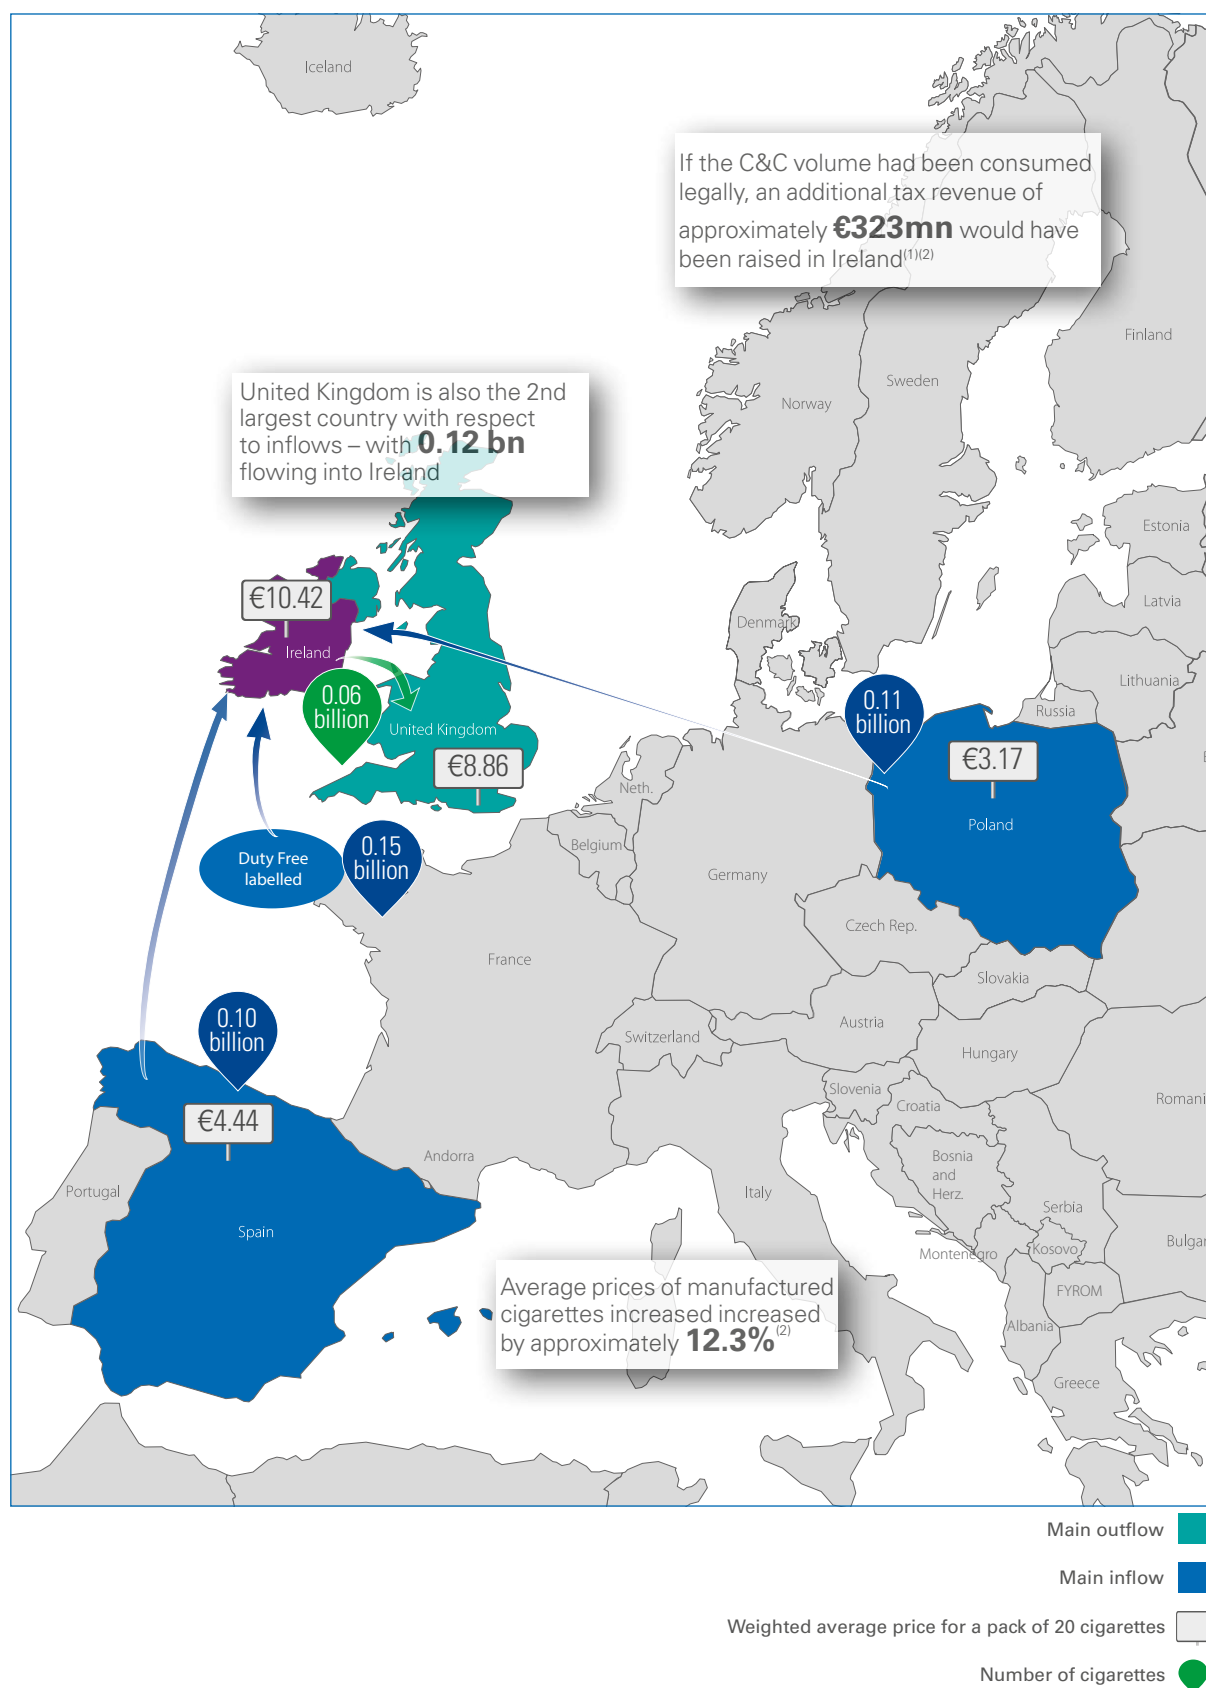 Iceland
If the C&C volume had been consumed
legally, an additional tax revenue of
approximately €323mn would have
been raised in Ireland(1)(2)
Finland
Sweden
Norway
United Kingdom is also the 2nd
largest country with respect
to inflows – with 0.12 bn
flowing into Ireland
Estonia
Latvia
Denmark
Lithuania
Russia
€10.42
Ireland
0.06
billion
United Kingdom
€8.86
0.11
billion
€3.17
Poland
Neth.
Belgium
Germany
Duty Free
labelled
0.15
billion
Czech Rep.
France
Slovakia
Austria
Switzerland
Hungary
0.10
billion
Slovenia
Croatia
Romani
€4.44
Andorra
Bosnia
and
Herz.
Portugal
Italy
Serbia
Spain
Montenegro
Kosovo
Bulgar
Average prices of manufactured
cigarettes increased increased
by approximately 12.3%(2)
FYROM
Albania
Greece
Main outflow
Main inflow
Weighted average price for a pack of 20 cigarettes
Number of cigarettes